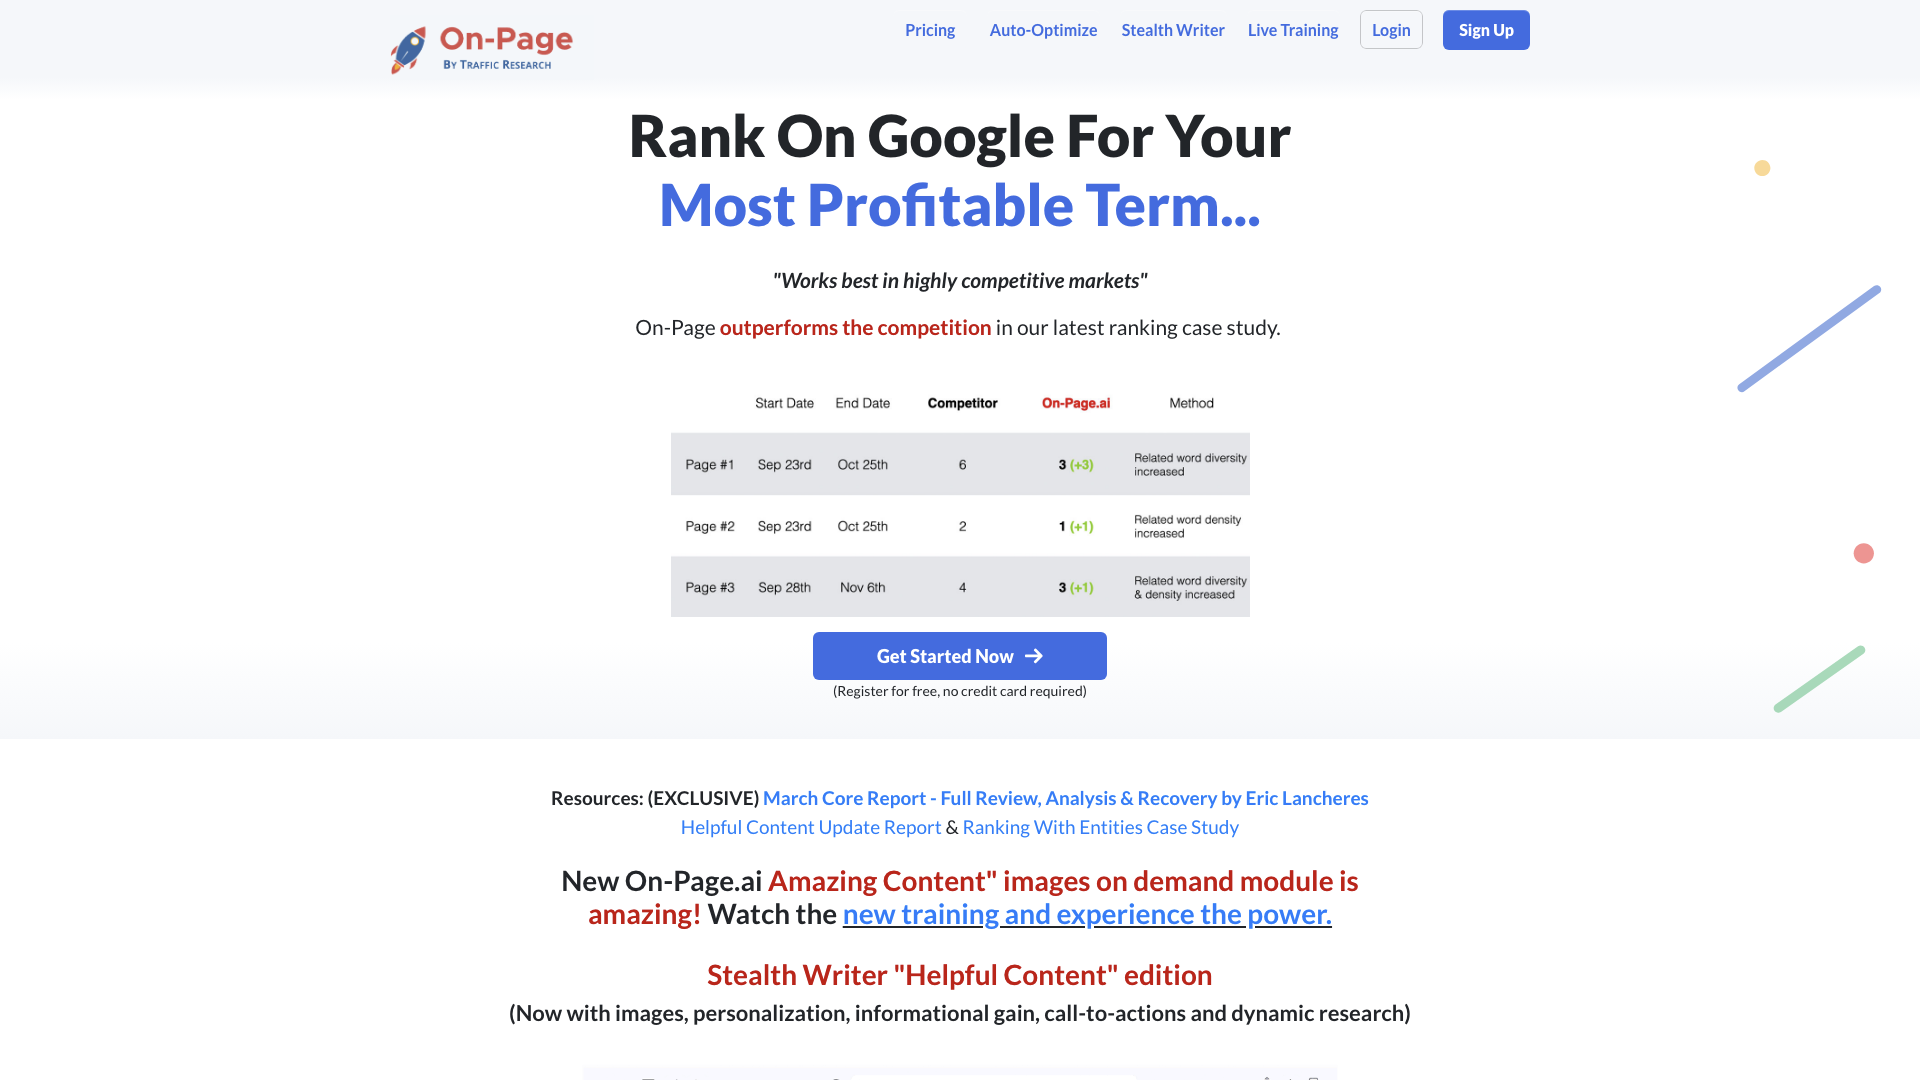 On-Page
BY TRAFFIC RESEARCH
Pricing Auto-Optimize Stealth Writer Live Training Login Sign Up
Rank On Google For Your
Most Profitable Term...
"Works best in highly competitive markets"
On-Page outperforms the competition in our latest ranking case study.
Start Date End Date Competitor On-Page.ai Method
Page #1 Sep 23rd Oct 25th 6 3 (+3) Related word diversity
increased
Page #2 Sep 23rd Oct 25th 2 1 (+1) Related word density
increased
Page #3 Sep 28th Nov 6th 4 3 (+1) Related word diversity
& density increased
Get Started Now →
(Register for free, no credit card required)
Resources: (EXCLUSIVE) March Core Report - Full Review, Analysis & Recovery by Eric Lancheres
Helpful Content Update Report & Ranking With Entities Case Study
New On-Page.ai Amazing Content" images on demand module is
amazing! Watch the new training and experience the power.
Stealth Writer "Helpful Content" edition
(Now with images, personalization, informational gain, call-to-actions and dynamic research)